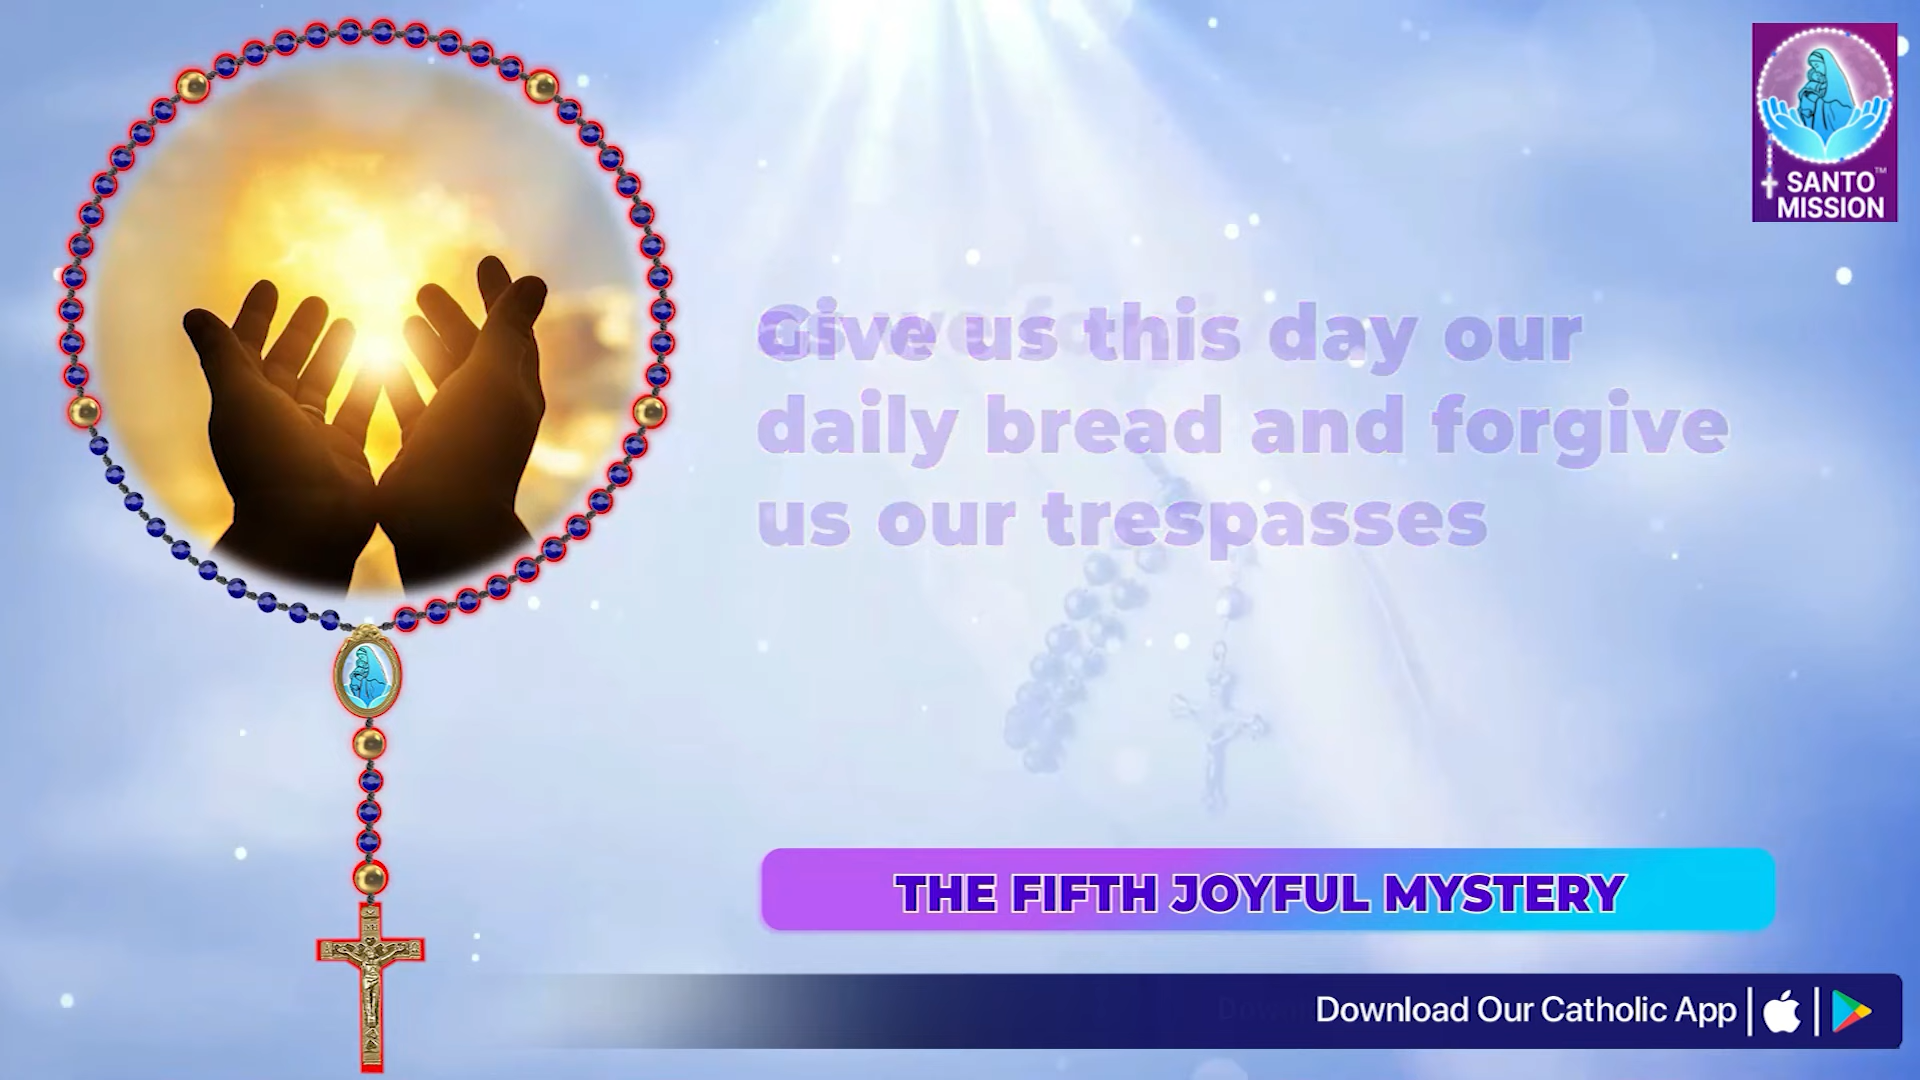 SANTO™
MISSION
Give us this day our
daily bread and forgive
us our trespasses
THE FIFTH JOYFUL MYSTERY
Download Our Catholic App